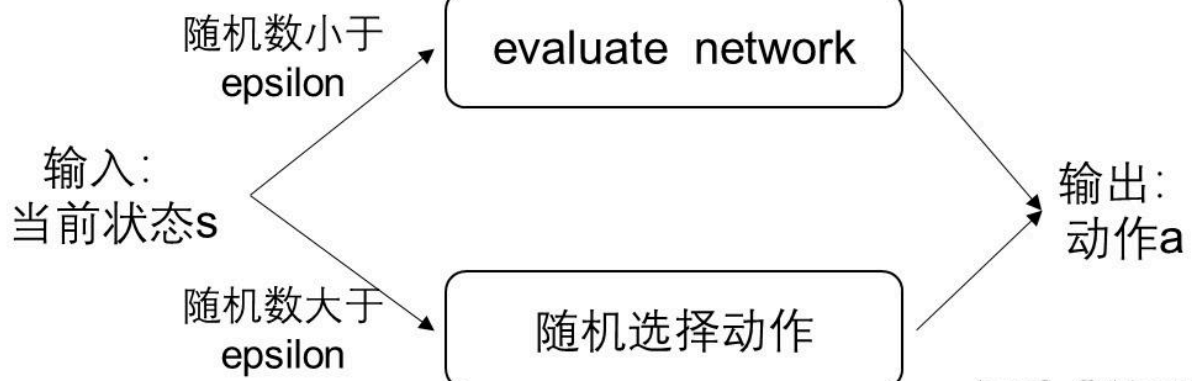 随机数小于
epsilon
evaluate network
输入：
当前状态s
输出：
动作a
随机数大于
epsilon
随机选择动作